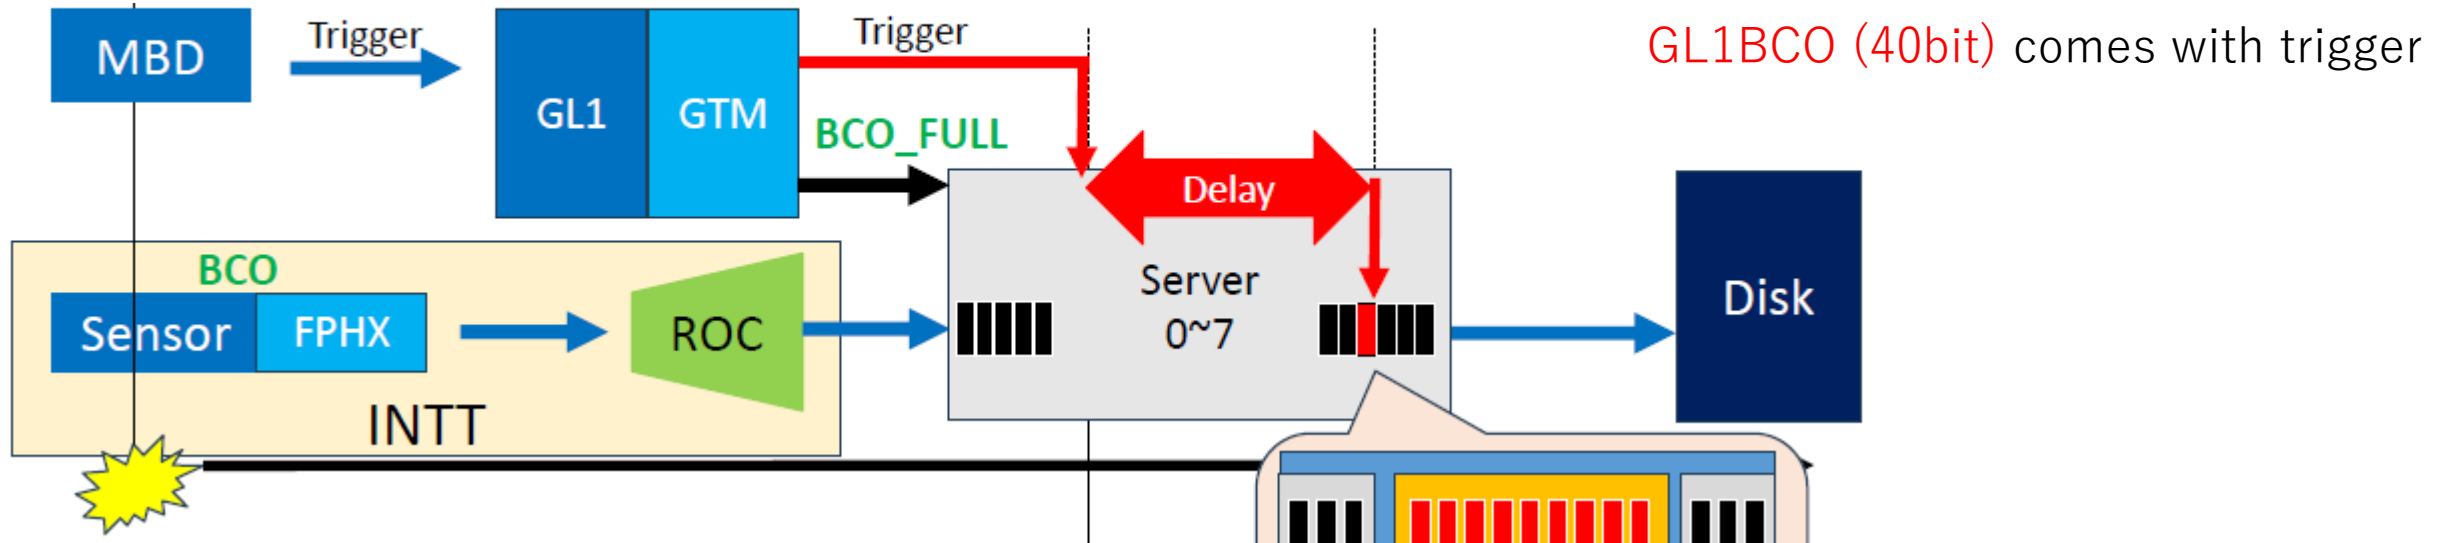 MBD
Trigger
GL1
GTM
Trigger
BCO_FULL
GL1BCO (40bit) comes with trigger
Delay
BCO
Sensor
FPHX
ROC
INTT
Server
0~7
Disk